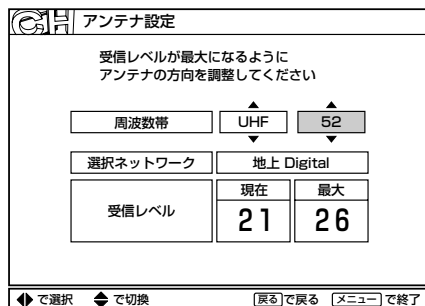 CH アンテナ設定
受信レベルが最大になるように
アンテナの方向を調整してください
周波数帯 UHF 52
選択ネットワーク 地上 Digital
受信レベル 現在 最大
21 26
で選択 で切換 戻る で戻る メニュー で終了